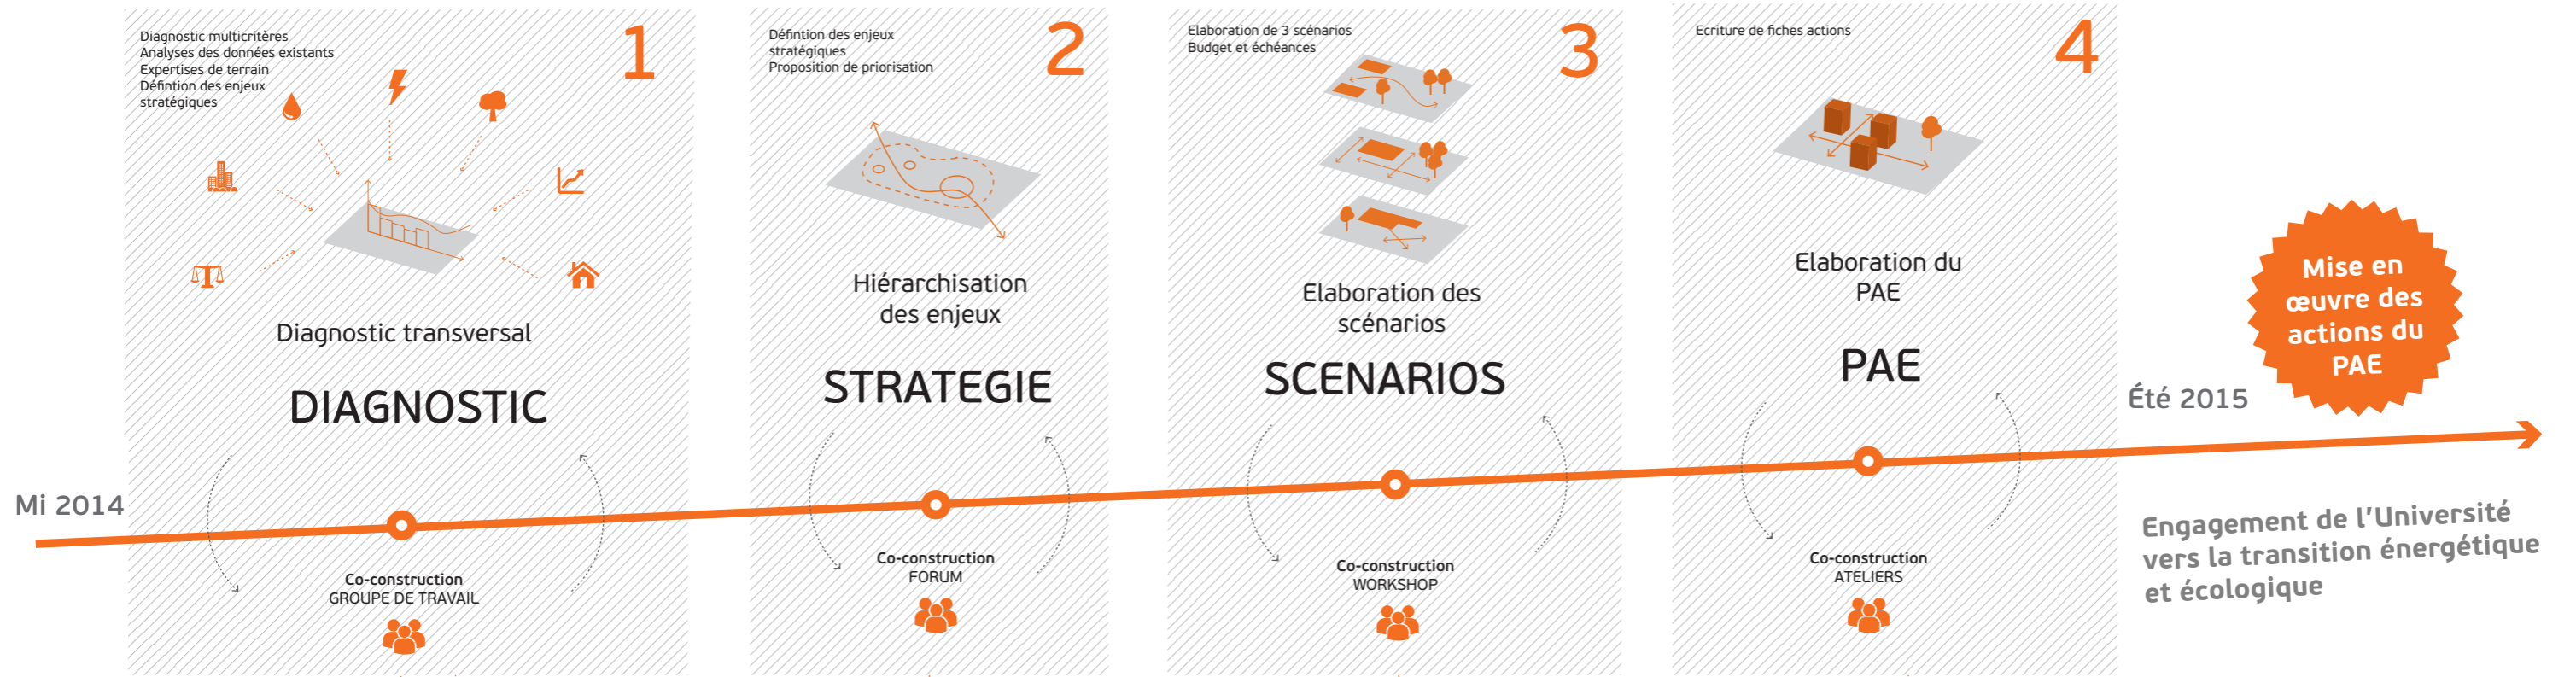 Mi 2014
Diagnostic multicritères
Analyses des données existants
Expertises de terrain
Défintion des enjeux
stratégiques
1
Diagnostic transversal
DIAGNOSTIC
Co-construction
GROUPE DE TRAVAIL
Défintion des enjeux
stratégiques
Proposition de priorisation
2
Hiérarchisation
des enjeux
STRATEGIE
Co-construction
FORUM
Elaboration de 3 scénarios
Budget et échéances
3
Elaboration des
scénarios
SCENARIOS
Co-construction
WORKSHOP
Ecriture de fiches actions
4
Elaboration du
PAE
PAE
Co-construction
ATELIERS
Été 2015
Mise en
œuvre des
actions du
PAE
Engagement de l'Université
vers la transition énergétique
et écologique